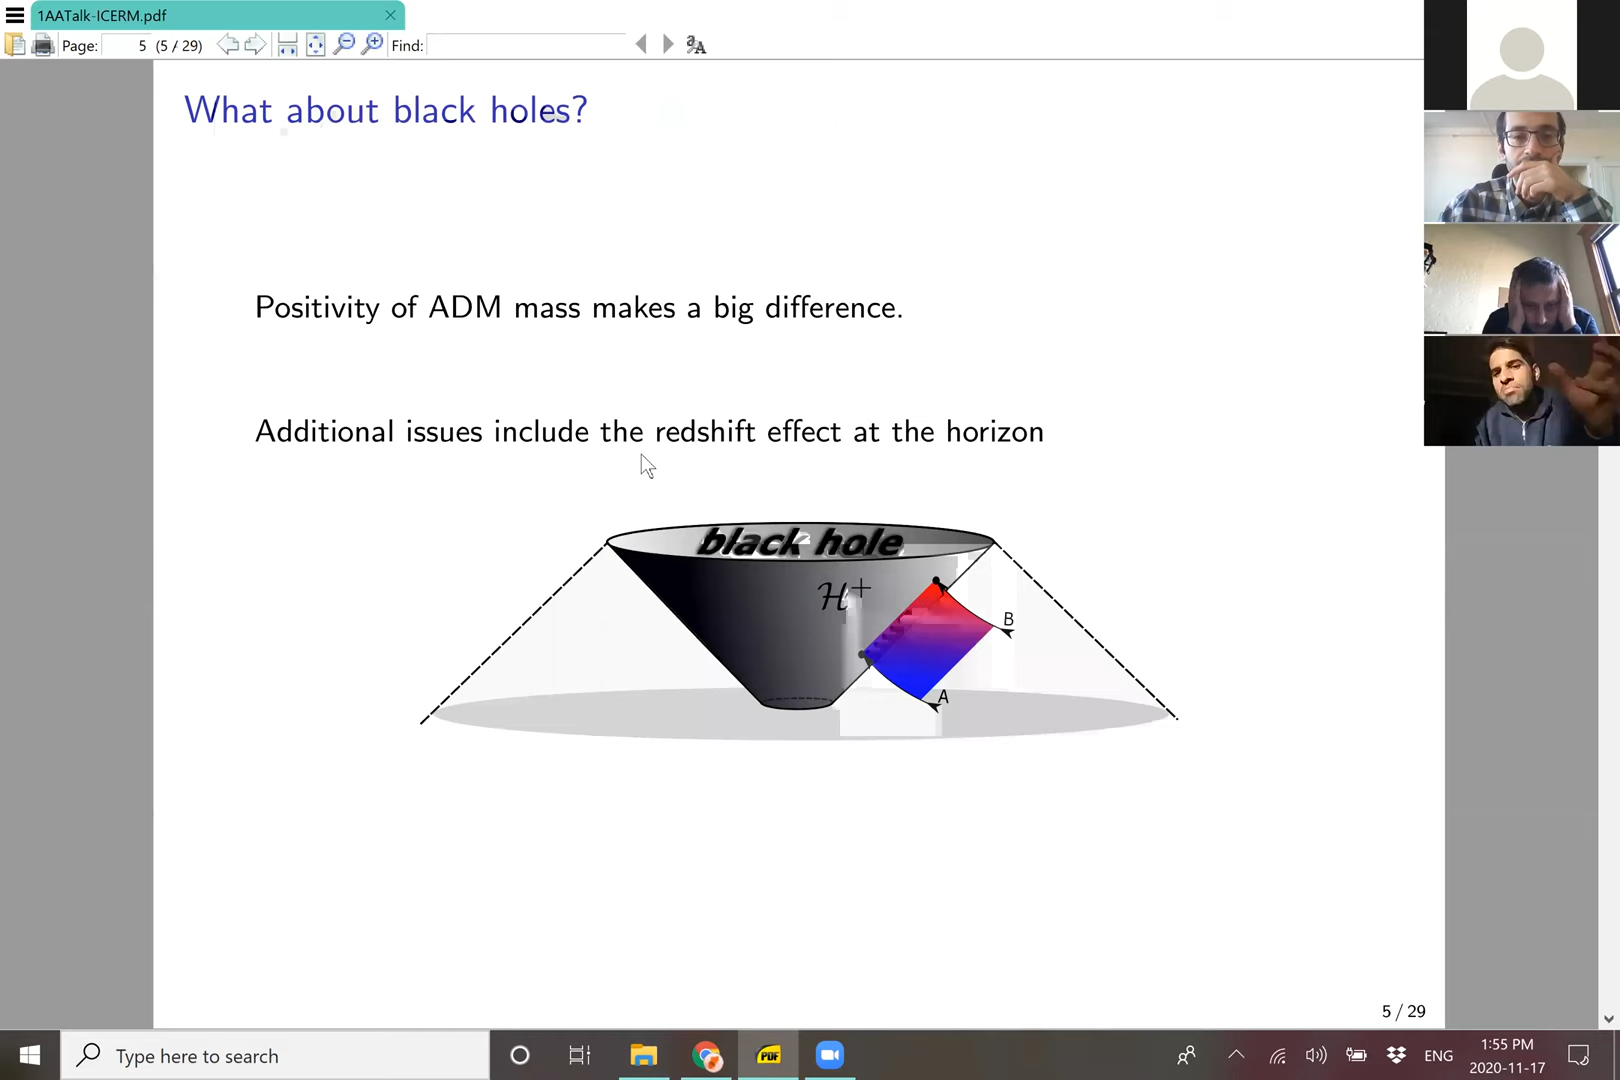 1AATalk-ICERM.pdf
Page: 5 (5 / 29) Find:
What about black holes?
Positivity of ADM mass makes a big difference.
Additional issues include the redshift effect at the horizon
black hole
H+
B
A
5 / 29
Type here to search
PDF
ENG
1:55 PM
2020-11-17